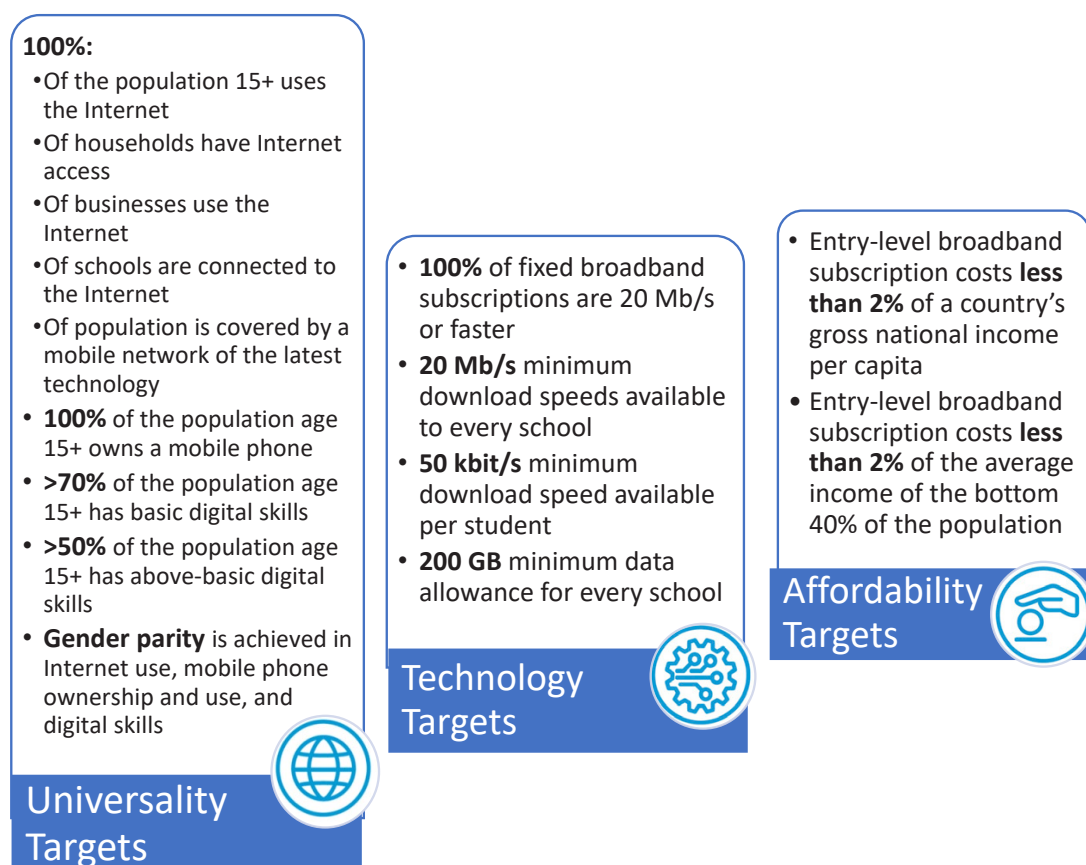 100%:
•Of the population 15+ uses
the Internet
•Of households have Internet
access
•Of businesses use the
Internet
•Of schools are connected to
the Internet
•Of population is covered by a
mobile network of the latest
technology
• 100% of the population age
15+ owns a mobile phone
• >70% of the population age
15+ has basic digital skills
• >50% of the population age
15+ has above-basic digital
skills
• Gender parity is achieved in
Internet use, mobile phone
ownership and use, and
digital skills
Universality
Targets
• 100% of fixed broadband
subscriptions are 20 Mb/s
or faster
• 20 Mb/s minimum
download speeds available
to every school
• 50 kbit/s minimum
download speed available
per student
• 200 GB minimum data
allowance for every school
Technology
Targets
• Entry-level broadband
subscription costs less
than 2% of a country’s
gross national income
per capita
• Entry-level broadband
subscription costs less
than 2% of the average
income of the bottom
40% of the population
Affordability
Targets